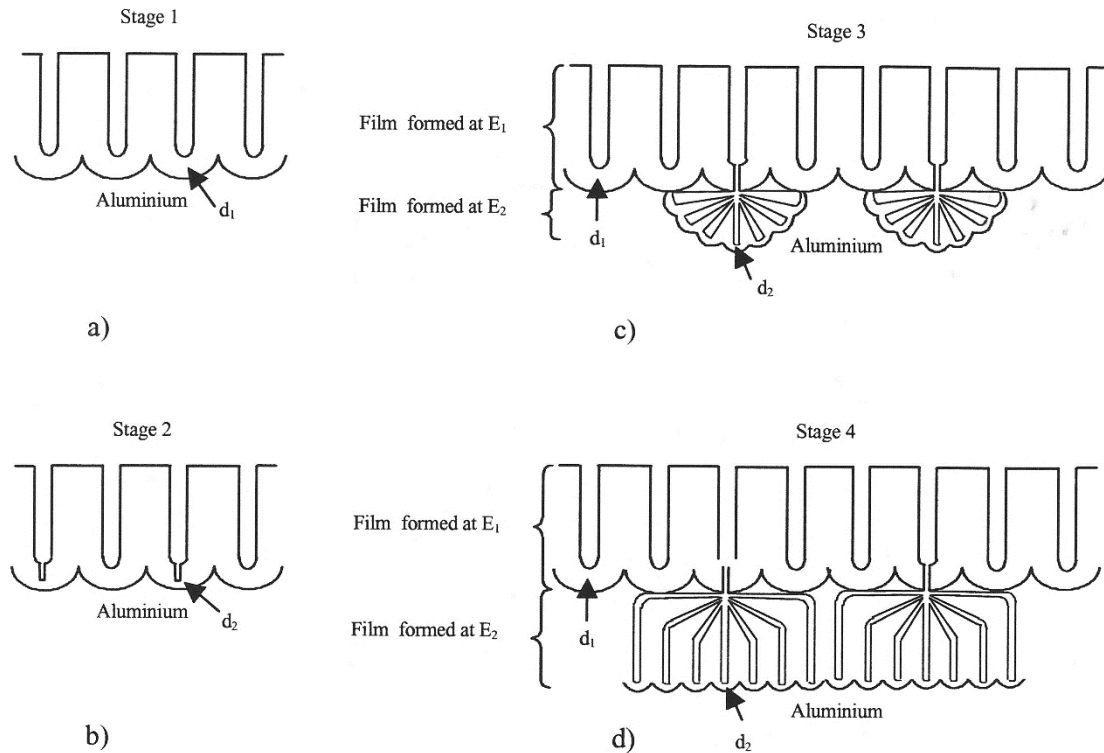 Stage 1
Aluminium
d₁
a)
Stage 2
Aluminium
d₂
b)
Stage 3
Film formed at E₁
Film formed at E₂
d₁
Aluminium
d₂
c)
Stage 4
Film formed at E₁
Film formed at E₂
d₁
Aluminium
d₂
d)